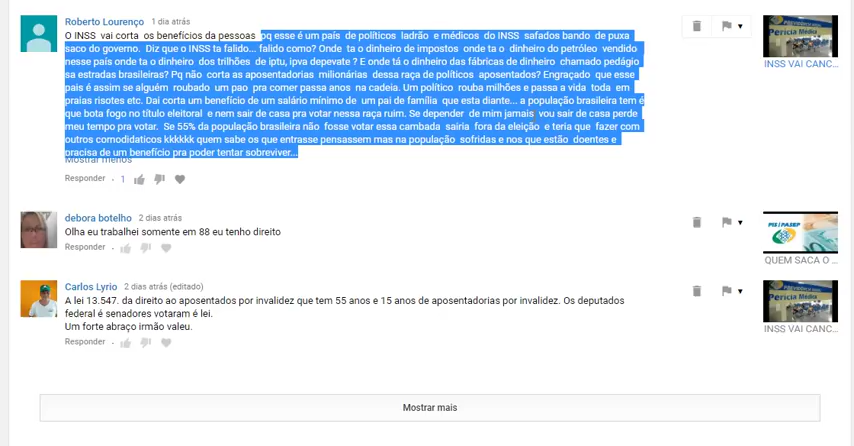 Roberto Lourenço 1 dia atrás
O INSS vai corta os benefícios da pessoas pq esse é um país de políticos ladrão e médicos do INSS safados bando de puxa
saco do governo. Diz que o INSS ta falido... falido como? Onde ta o dinheiro de impostos onde ta o dinheiro do petróleo vendido
nesse país onde ta o dinheiro dos trilhões de iptu, ipva depevate ? E onde tá o dinheiro das fábricas de dinheiro chamado pedágio
sa estradas brasileiras? Pq não corta as aposentadorias milionárias dessa raça de políticos aposentados? Engraçado que esse
pais é assim se alguém roubado um pao pra comer passa anos na cadeia. Um político rouba milhões e passa a vida toda em
praias risotes etc. Dai corta um benefício de um salário mínimo de um pai de família que esta diante... a população brasileira tem é
que bota fogo no título eleitoral e nem sair de casa pra votar nessa raça ruim. Se depender de mim jamais vou sair de casa perde
meu tempo pra votar. Se 55% da população brasileira não fosse votar essa cambada sairia fora da eleição e teria que fazer com
outros comodidaticos kkkkkk quem sabe os que entrasse pensassem mas na população sofridas e nos que estão doentes e
precisa de um benefício pra poder tentar sobreviver...
Mostrar menos
Responder · 1
INSS VAI CANC...
debora botelho 2 dias atrás
Olha eu trabalhei somente em 88 eu tenho direito
Responder ·
PIS/PASEP
QUEM SACA O ...
Carlos Lyrio 2 dias atrás (editado)
A lei 13.547. da direito ao aposentados por invalidez que tem 55 anos e 15 anos de aposentadorias por invalidez. Os deputados
federal é senadores votaram é lei.
Um forte abraço irmão valeu.
Responder ·
Perícia Médica
INSS VAI CANC...
Mostrar mais